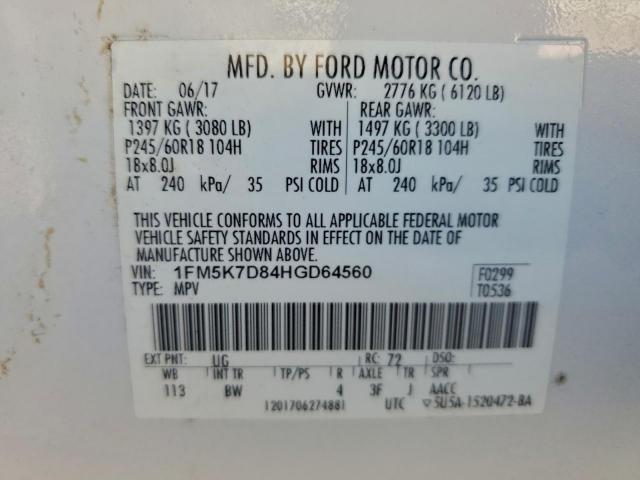 MFD. BY FORD MOTOR CO.
DATE: 06/17 GVWR: 2776 KG ( 6120 LB)
FRONT GAWR: REAR GAWR:
1397 KG ( 3080 LB) WITH 1497 KG ( 3300 LB) WITH
P245/60R18 104H TIRES P245/60R18 104H TIRES
18x8.0J RIMS 18x8.0J RIMS
AT 240 kPa/ 35 PSI COLD AT 240 kPa/ 35 PSI COLD
THIS VEHICLE CONFORMS TO ALL APPLICABLE FEDERAL MOTOR
VEHICLE SAFETY STANDARDS IN EFFECT ON THE DATE OF
MANUFACTURE SHOWN ABOVE.
VIN: 1FM5K7D84HGD64560 F0299
TYPE: MPV T0536
EXT PNT: UG RC: 72 DSO:
WB INT TR TP/PS R AXLE TR SPR
113 BW 4 3F J AACC
1201706274881 UTC ▽5U5A-1520472-BA